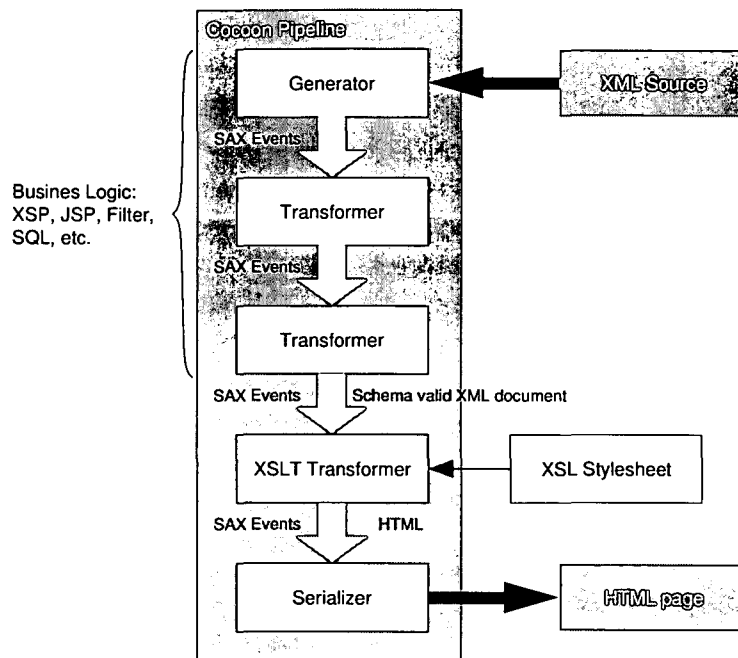 Cocoon Pipeline
Generator
XML Source
SAX Events
Busines Logic:
XSP, JSP, Filter,
SQL, etc.
Transformer
SAX Events
Transformer
SAX Events
Schema valid XML document
XSLT Transformer
XSL Stylesheet
SAX Events
HTML
Serializer
HTML page